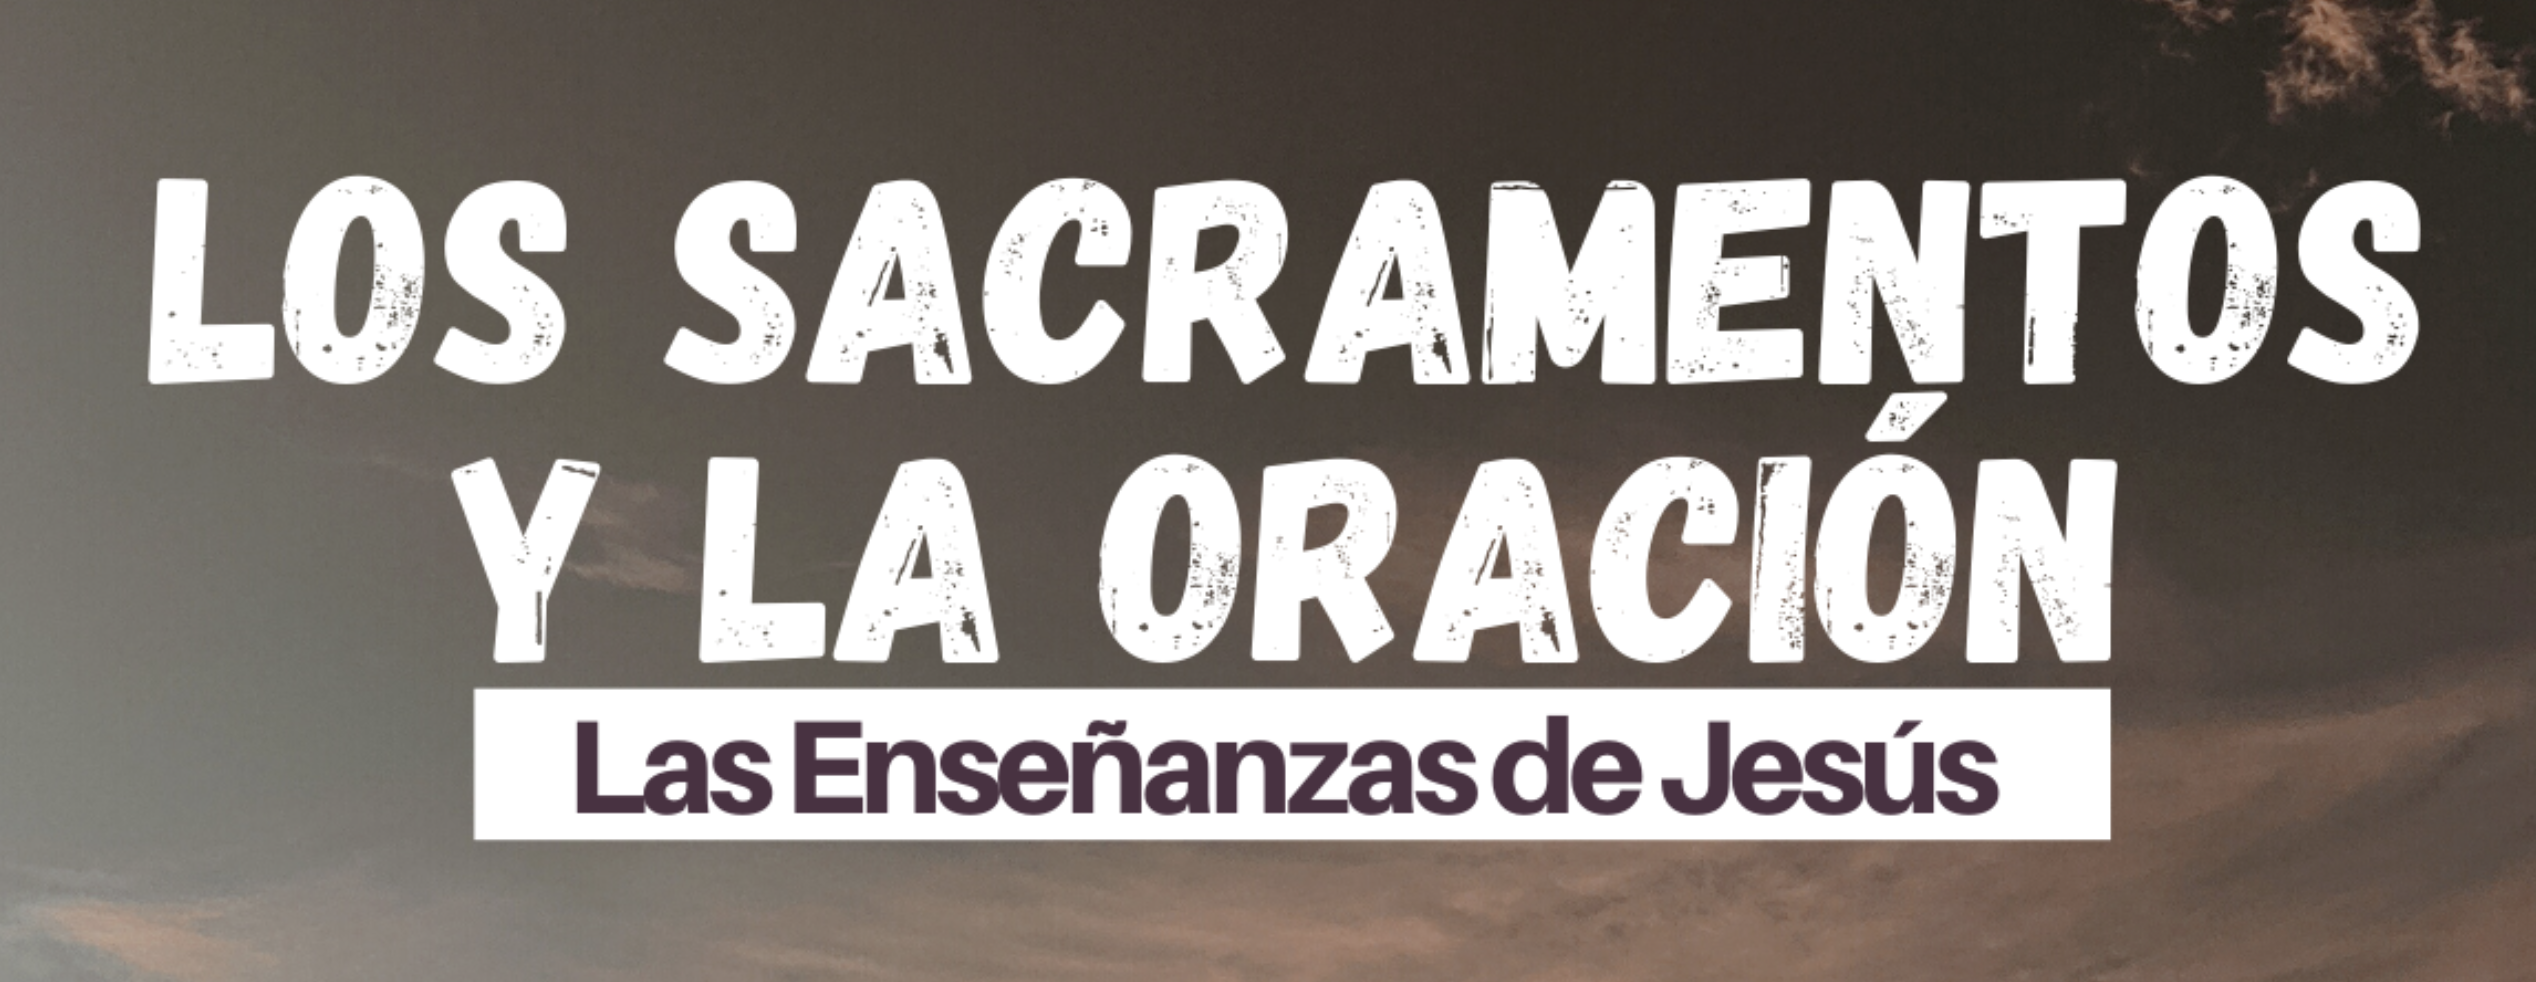 LOS SACRAMENTOS
Y LA ORACIÓN
Las Enseñanzas de Jesús